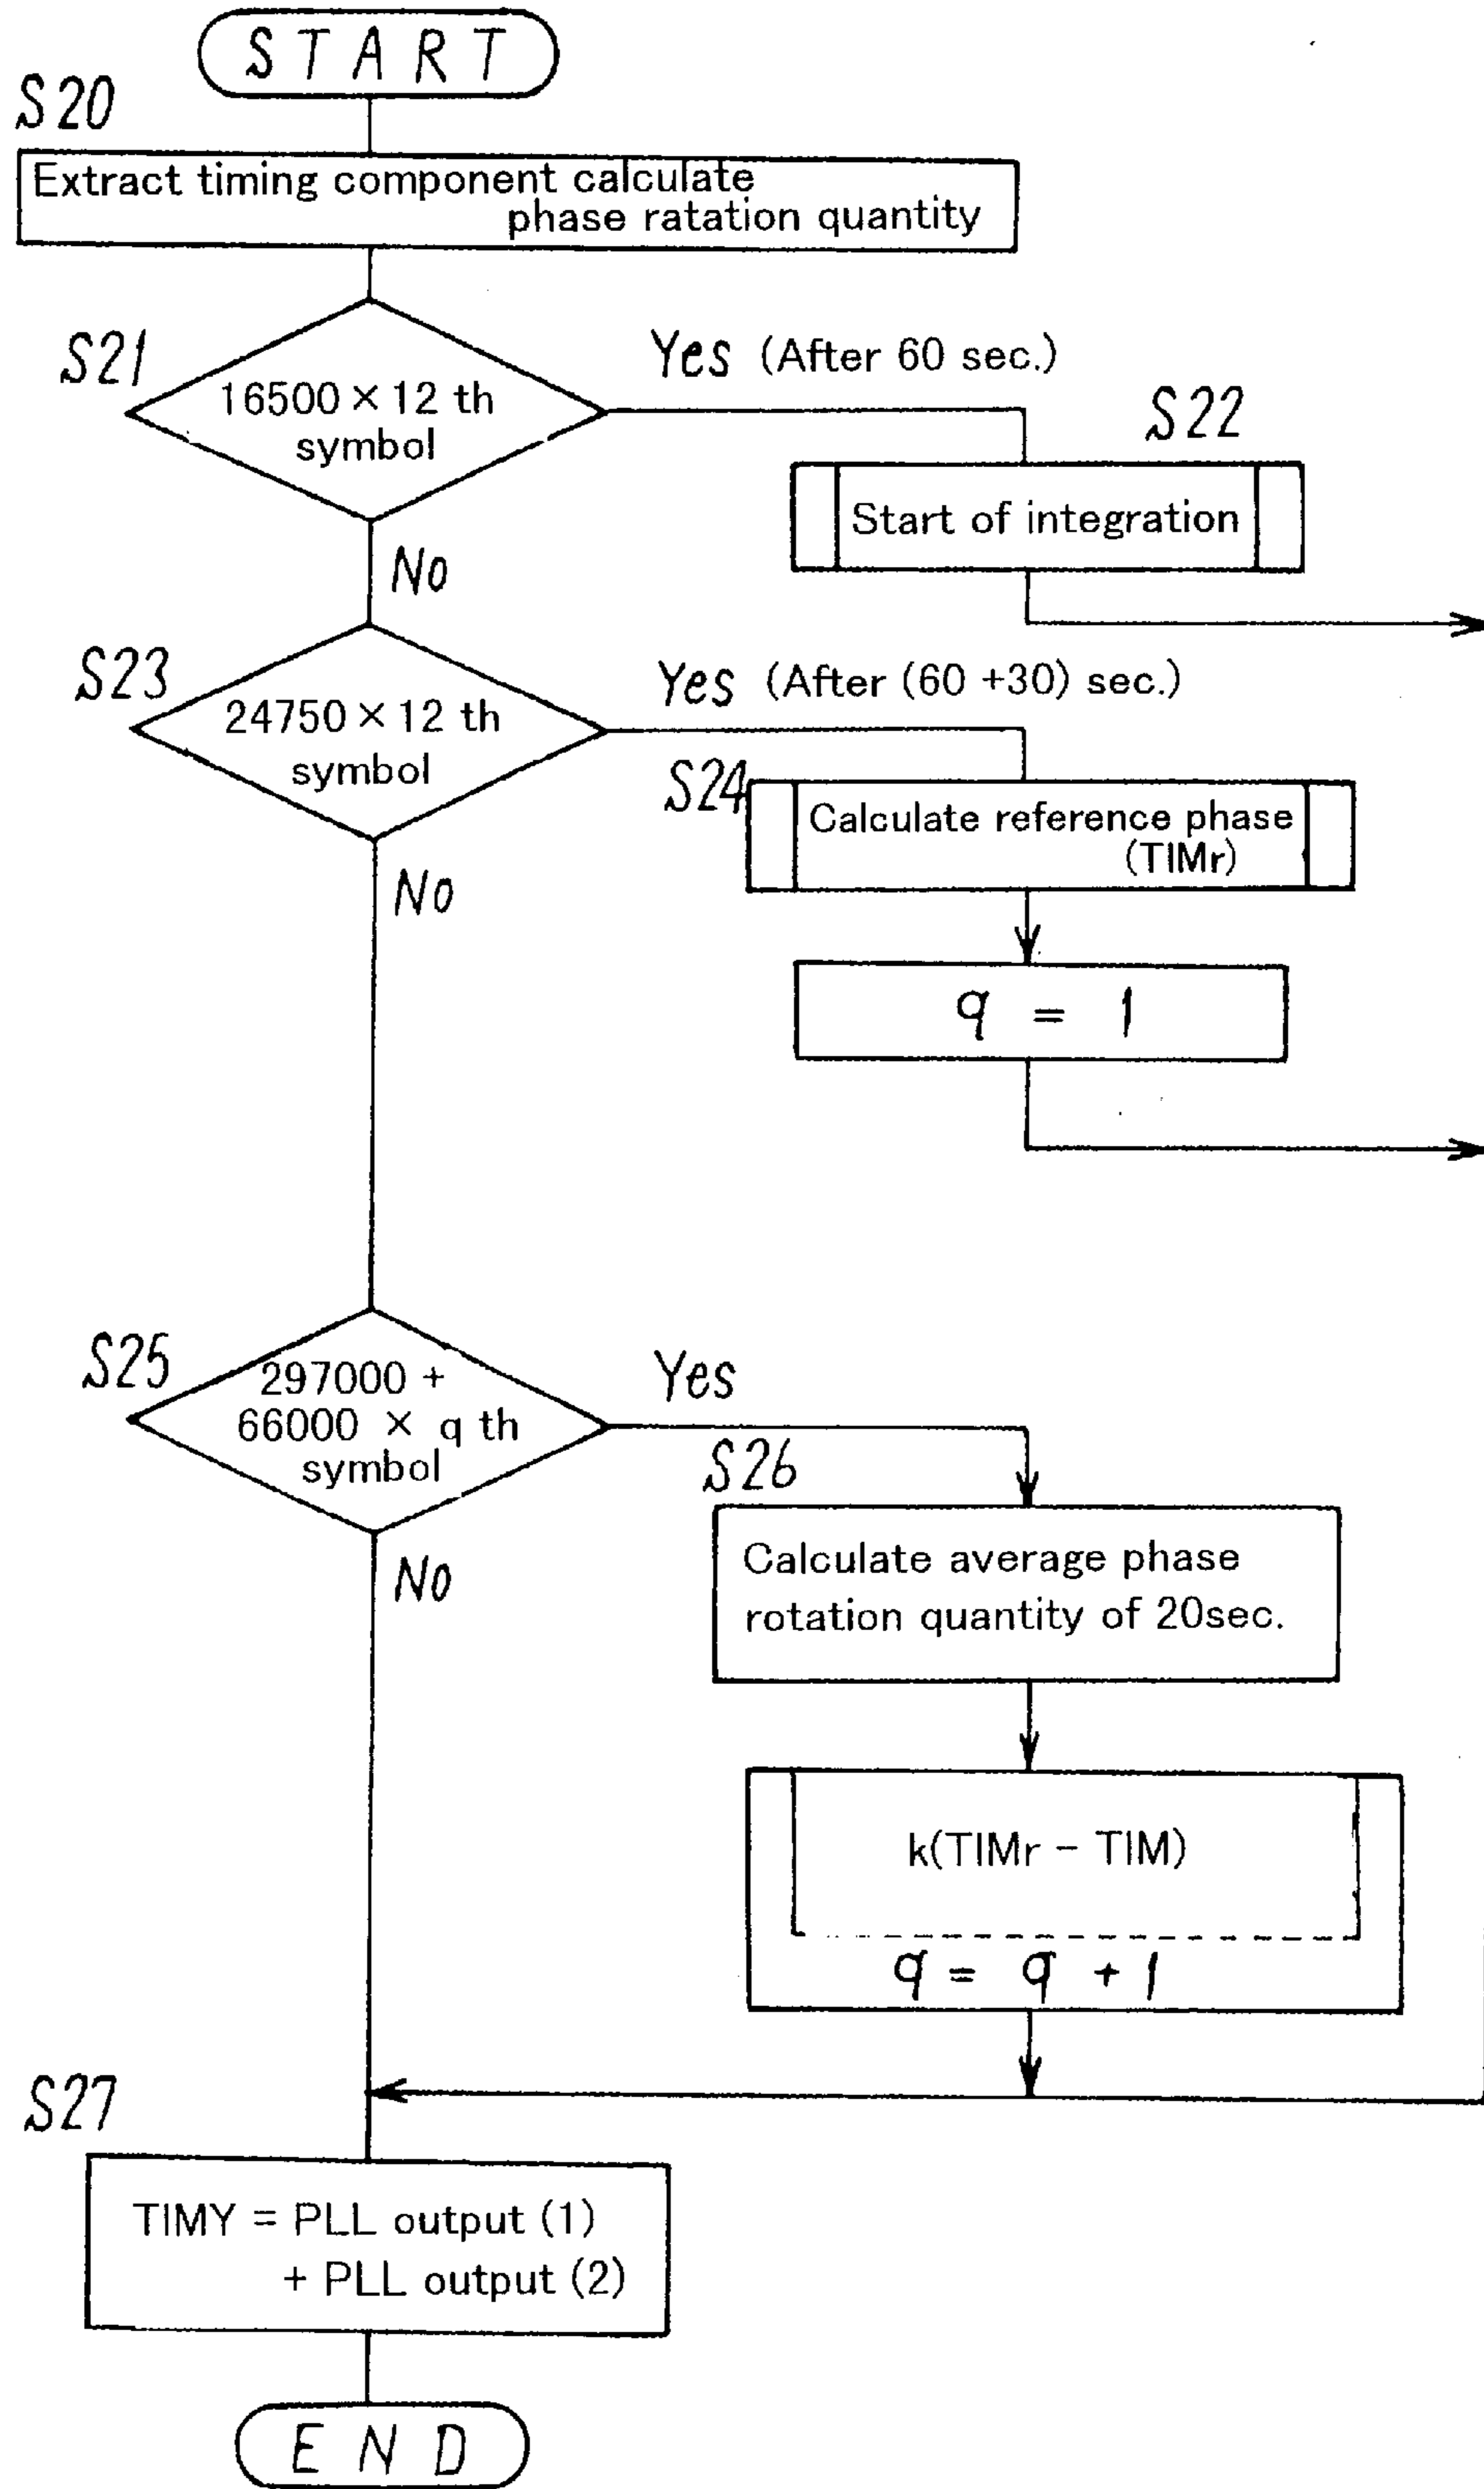 START
S20
Extract timing component calculate
phase ratation quantity
S21
16500 × 12 th
symbol
Yes (After 60 sec.)
S22
Start of integration
No
S23
24750 × 12 th
symbol
Yes (After (60 +30) sec.)
S24
Calculate reference phase
(TIMr)
No
q = 1
S25
297000 +
66000 × q th
symbol
Yes
S26
Calculate average phase
rotation quantity of 20sec.
No
k(TIMr − TIM)
q = q + 1
S27
TIMY = PLL output (1)
+ PLL output (2)
END